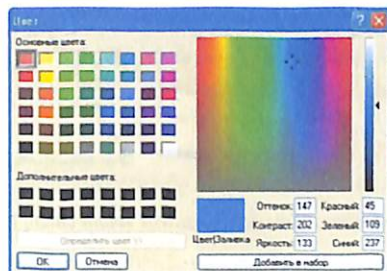 Цвет
Основные цвета:
Дополнительные цвета:
Определить цвет >>
ОК Отмена
Оттенок: 147 Красный: 45
Контраст: 202 Зеленый: 109
Цвет|Заливка Яркость: 133 Синий: 237
Добавить в набор